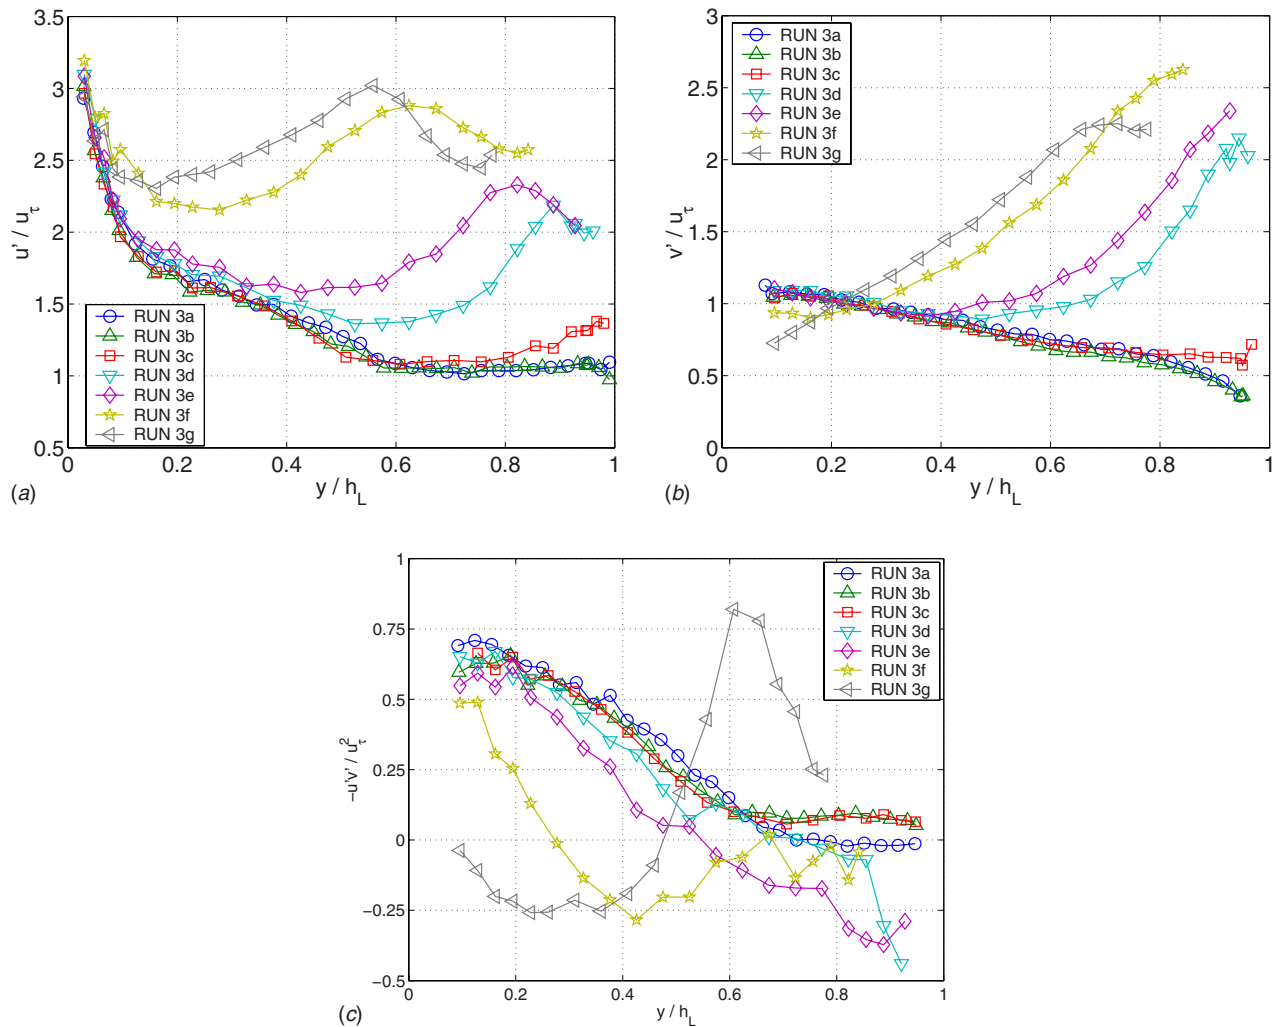 3.5
3
2.5
2
1.5
1
0.5
u' / u_τ
RUN 3a
RUN 3b
RUN 3c
RUN 3d
RUN 3e
RUN 3f
RUN 3g
0 0.2 0.4 0.6 0.8 1
y / h_L
(a)
3
2.5
2
1.5
1
0.5
0
v' / u_τ
RUN 3a
RUN 3b
RUN 3c
RUN 3d
RUN 3e
RUN 3f
RUN 3g
0 0.2 0.4 0.6 0.8 1
y / h_L
(b)
1
0.75
0.5
0.25
0
−0.25
−0.5
-u'v' / u_τ^2
RUN 3a
RUN 3b
RUN 3c
RUN 3d
RUN 3e
RUN 3f
RUN 3g
0 0.2 0.4 0.6 0.8 1
y / h_L
(c)